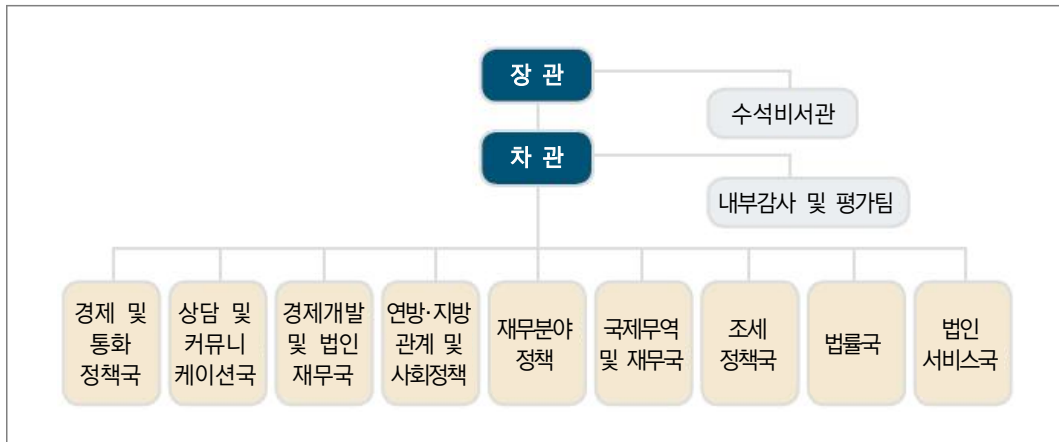 장 관
수석비서관
차 관
내부감사 및 평가팀
경제 및
통화
정책국
상담 및
커뮤니
케이션국
경제개발
및 법인
재무국
연방·지방
관계 및
사회정책
재무분야
정책
국제무역
및 재무국
조세
정책국
법률국
법인
서비스국